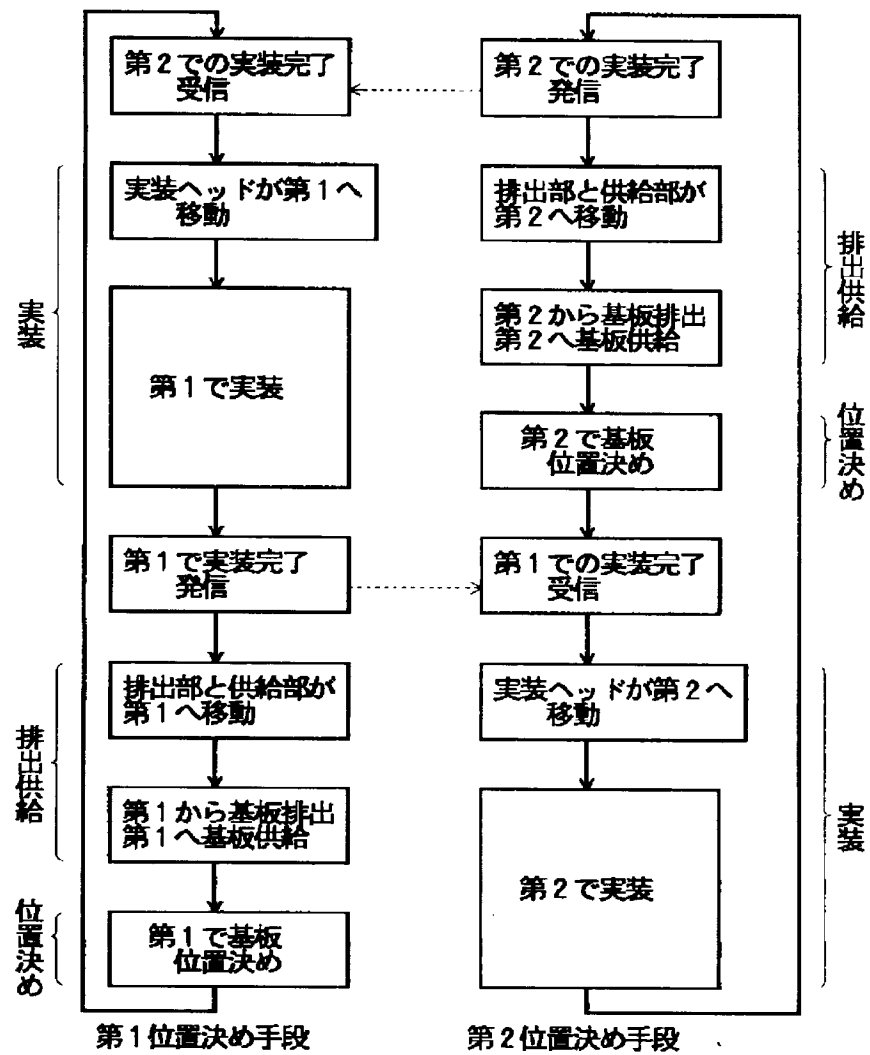 第2での実装完了
受信
実装ヘッドが第1へ
移動
第1で実装
第1で実装完了
発信
排出部と供給部が
第1へ移動
第1から基板排出
第1へ基板供給
第1で基板
位置決め
実装
排出供給
位置決め
第1位置決め手段
第2での実装完了
発信
排出部と供給部が
第2へ移動
第2から基板排出
第2へ基板供給
第2で基板
位置決め
第1での実装完了
受信
実装ヘッドが第2へ
移動
第2で実装
排出供給
位置決め
実装
第2位置決め手段